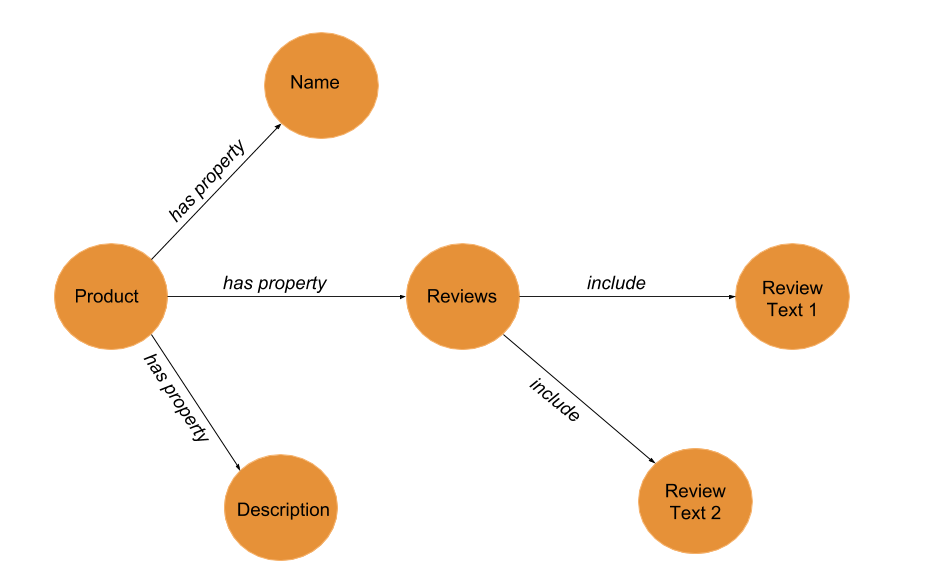 Name
has property
Product
has property
Reviews
include
Review
Text 1
has property
include
Description
Review
Text 2